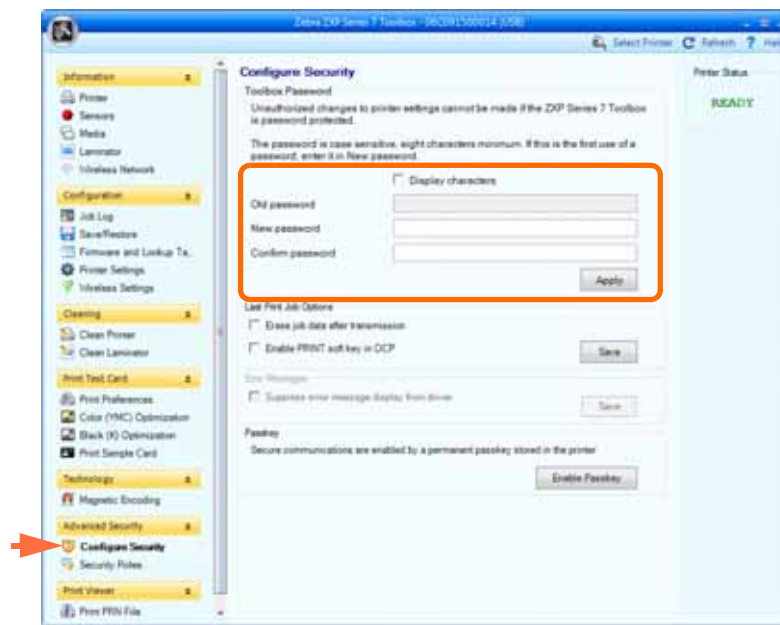 Zebra ZXP Series 7 Toolbox - 06C091500014 (USB)
Select Printer Refresh ? Help
Information
Printer
Sensors
Media
Laminator
Wireless Network
Configuration
Job Log
Save/Restore
Firmware and Lookup Ta..
Printer Settings
Wireless Settings
Cleaning
Clean Printer
Clean Laminator
Print Test Card
Print Preferences
Color (YMC) Optimization
Black (K) Optimization
Print Sample Card
Technology
Magnetic Encoding
Advanced Security
Configure Security
Security Roles
Print Viewer
Print PRN File
Configure Security
Toolbox Password
Unauthorized changes to printer settings cannot be made if the ZXP Series 7 Toolbox
is password protected.
The password is case sensitive, eight characters minimum. If this is the first use of a
password, enter it in New password.
Display characters
Old password
New password
Confirm password
Apply
Last Print Job Options
Erase job data after transmission
Enable PRINT soft key in OCP
Save
Error Messages
Suppress error message display from driver
Save
Passkey
Secure communications are enabled by a permanent passkey stored in the printer
Enable Passkey
Printer Status
READY